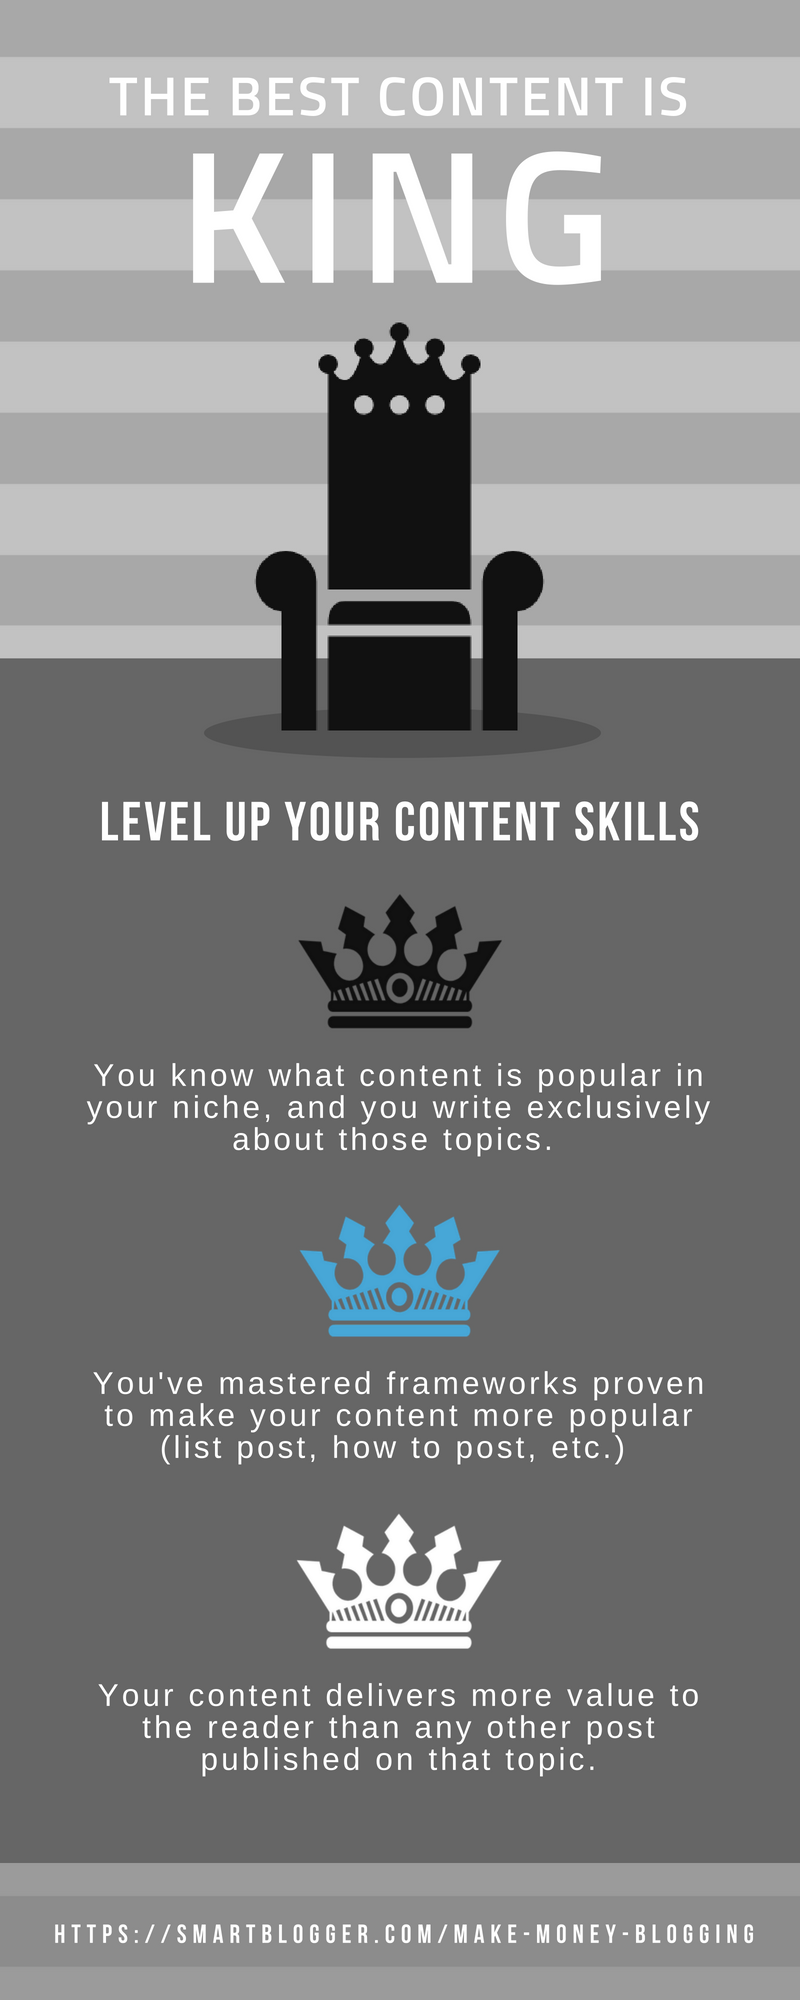 THE BEST CONTENT IS
KING
LEVEL UP YOUR CONTENT SKILLS
You know what content is popular in
your niche, and you write exclusively
about those topics.
You've mastered frameworks proven
to make your content more popular
(list post, how to post, etc.)
Your content delivers more value to
the reader than any other post
published on that topic.
HTTPS://SMARTBLOGGER.COM/MAKE-MONEY-BLOGGING